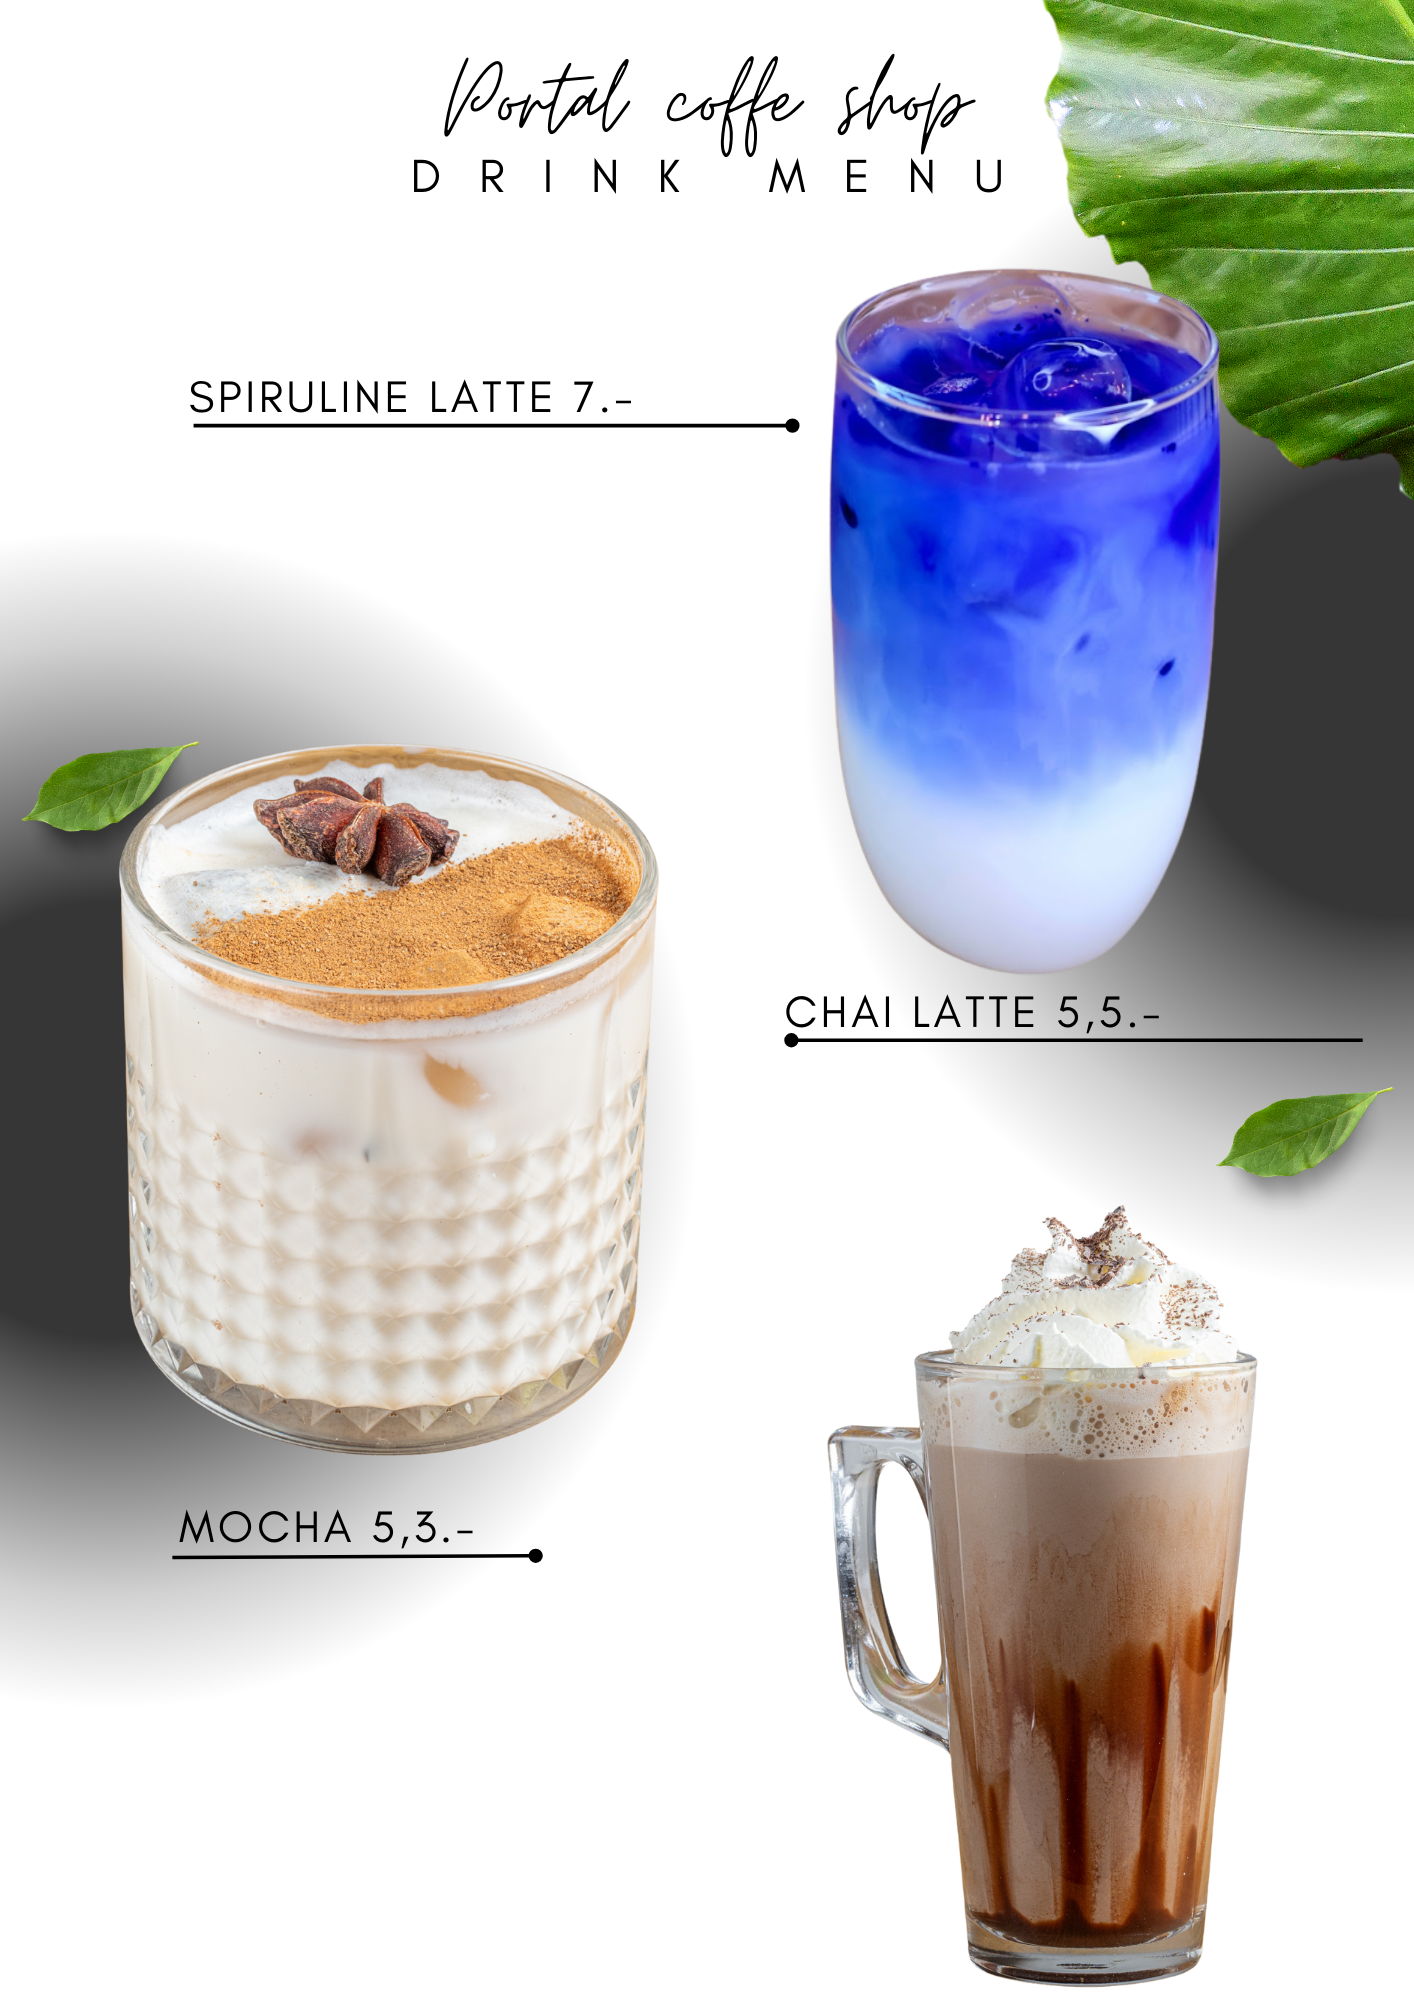 Portal coffe shop
DRINK MENU
SPIRULINE LATTE 7.-
CHAI LATTE 5,5.-
MOCHA 5,3.-